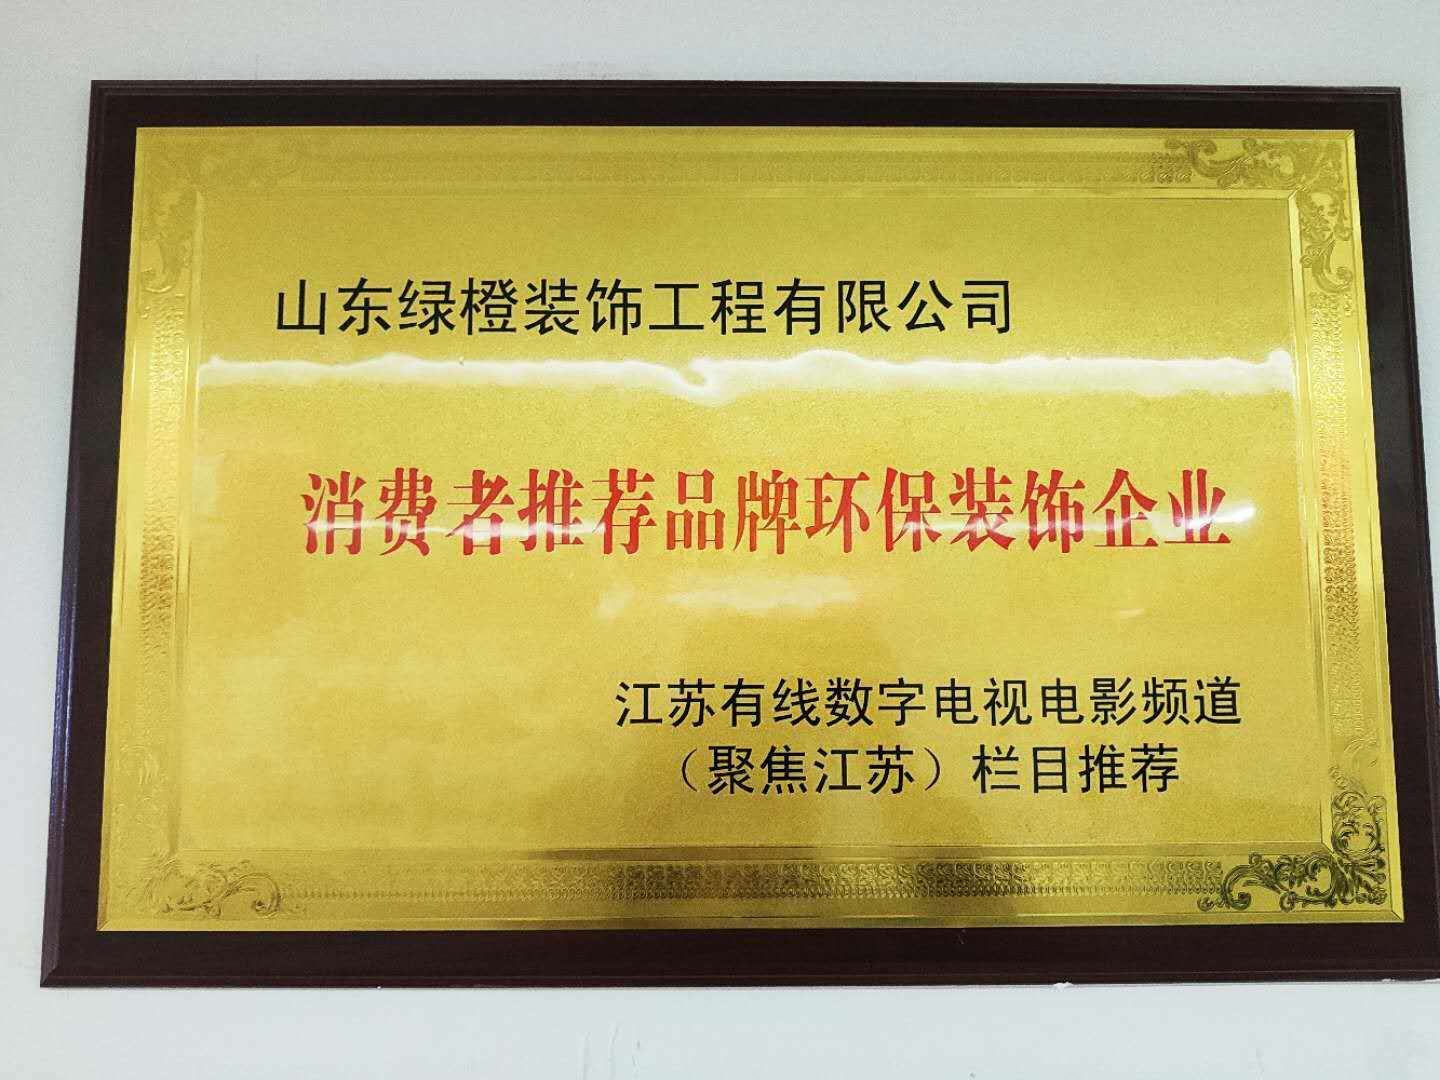 山东绿橙装饰工程有限公司
消费者推荐品牌环保装饰企业
江苏有线数字电视电影频道
（聚焦江苏）栏目推荐